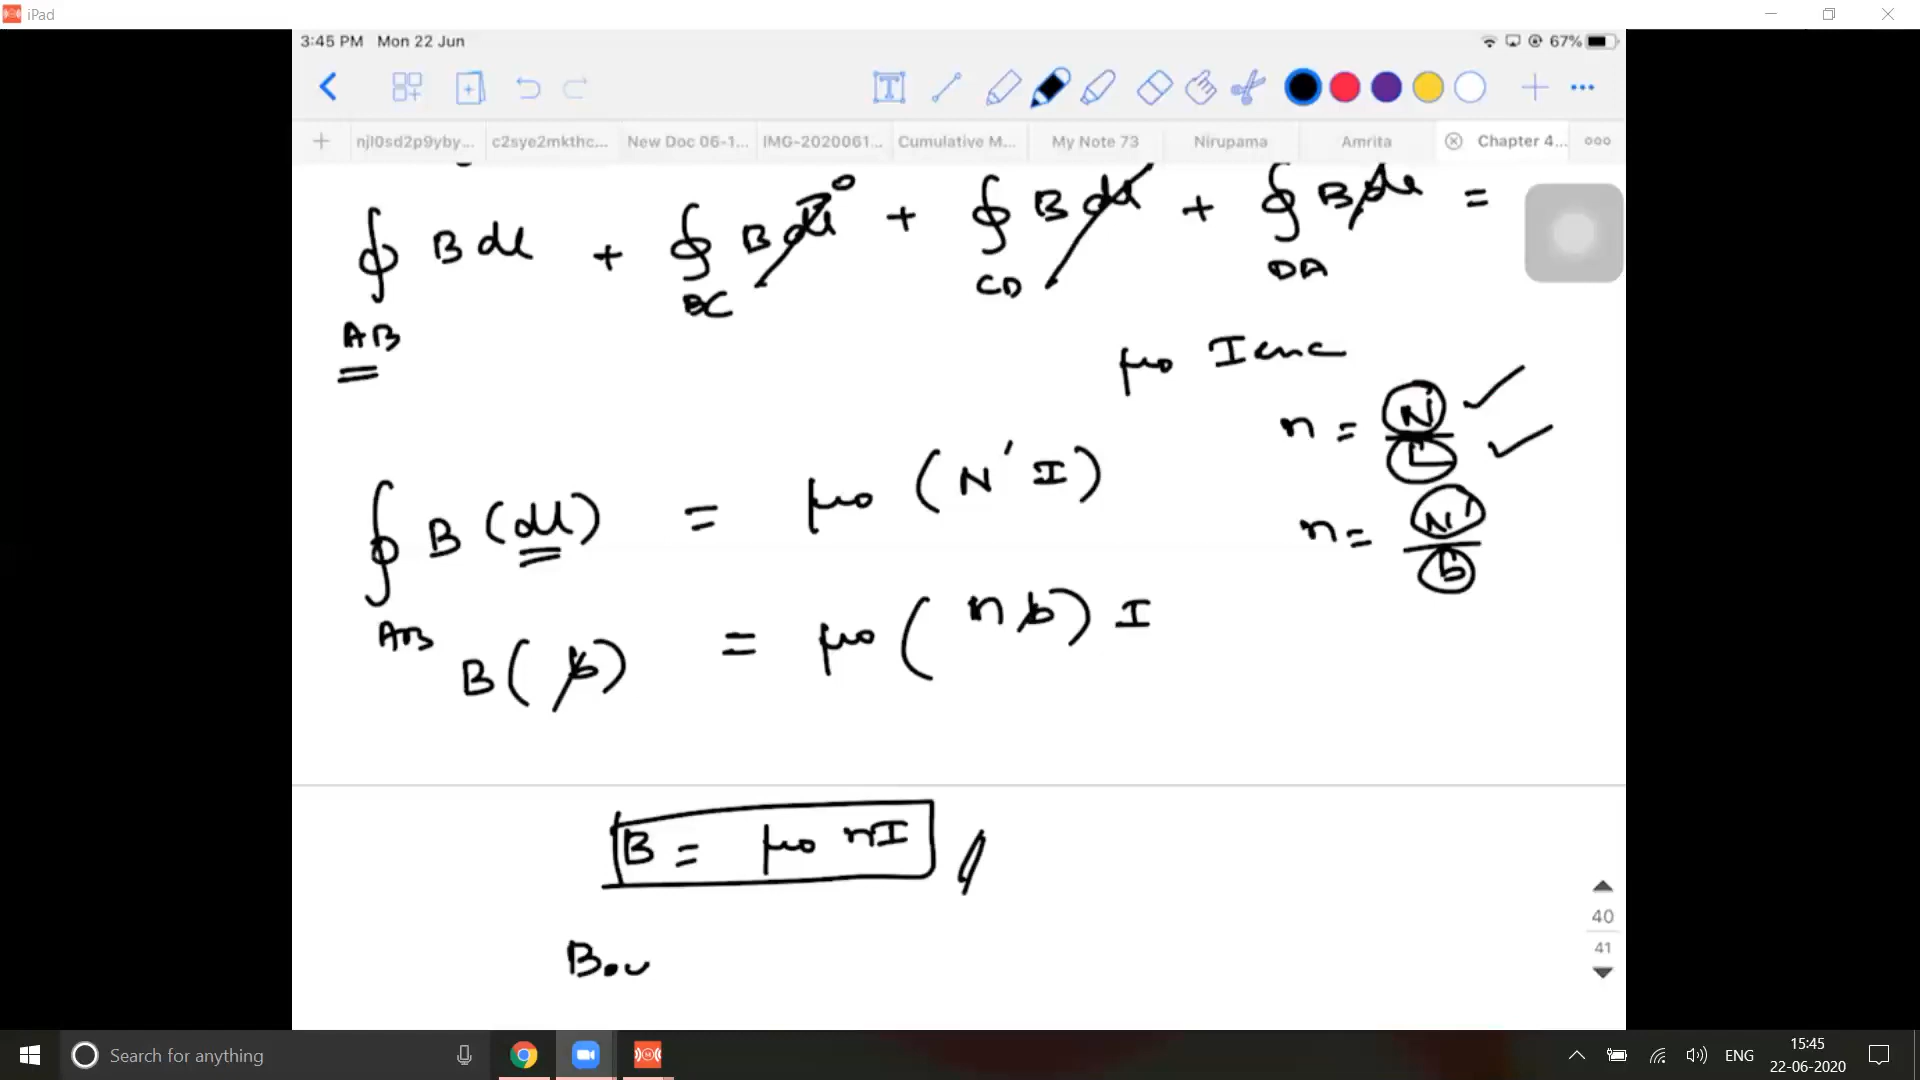 iPad
3:45 PM Mon 22 Jun
67%
njl0sd2p9yby... c2sye2mkthc... New Doc 06-1... IMG-2020061... Cumulative M... My Note 73 Nirupama Amrita Chapter 4...
∮ B dl + ∮ B dl⁰ + ∮ B dl + ∮ B dl =
AB BC CD DA
μo Ienc
n = N/L
∮ B (dl) = μo (N' I)
AB
n = N'/b
B(b) = μo (nb) I
B = μo nI
40
41
Search for anything
ENG
15:45
22-06-2020